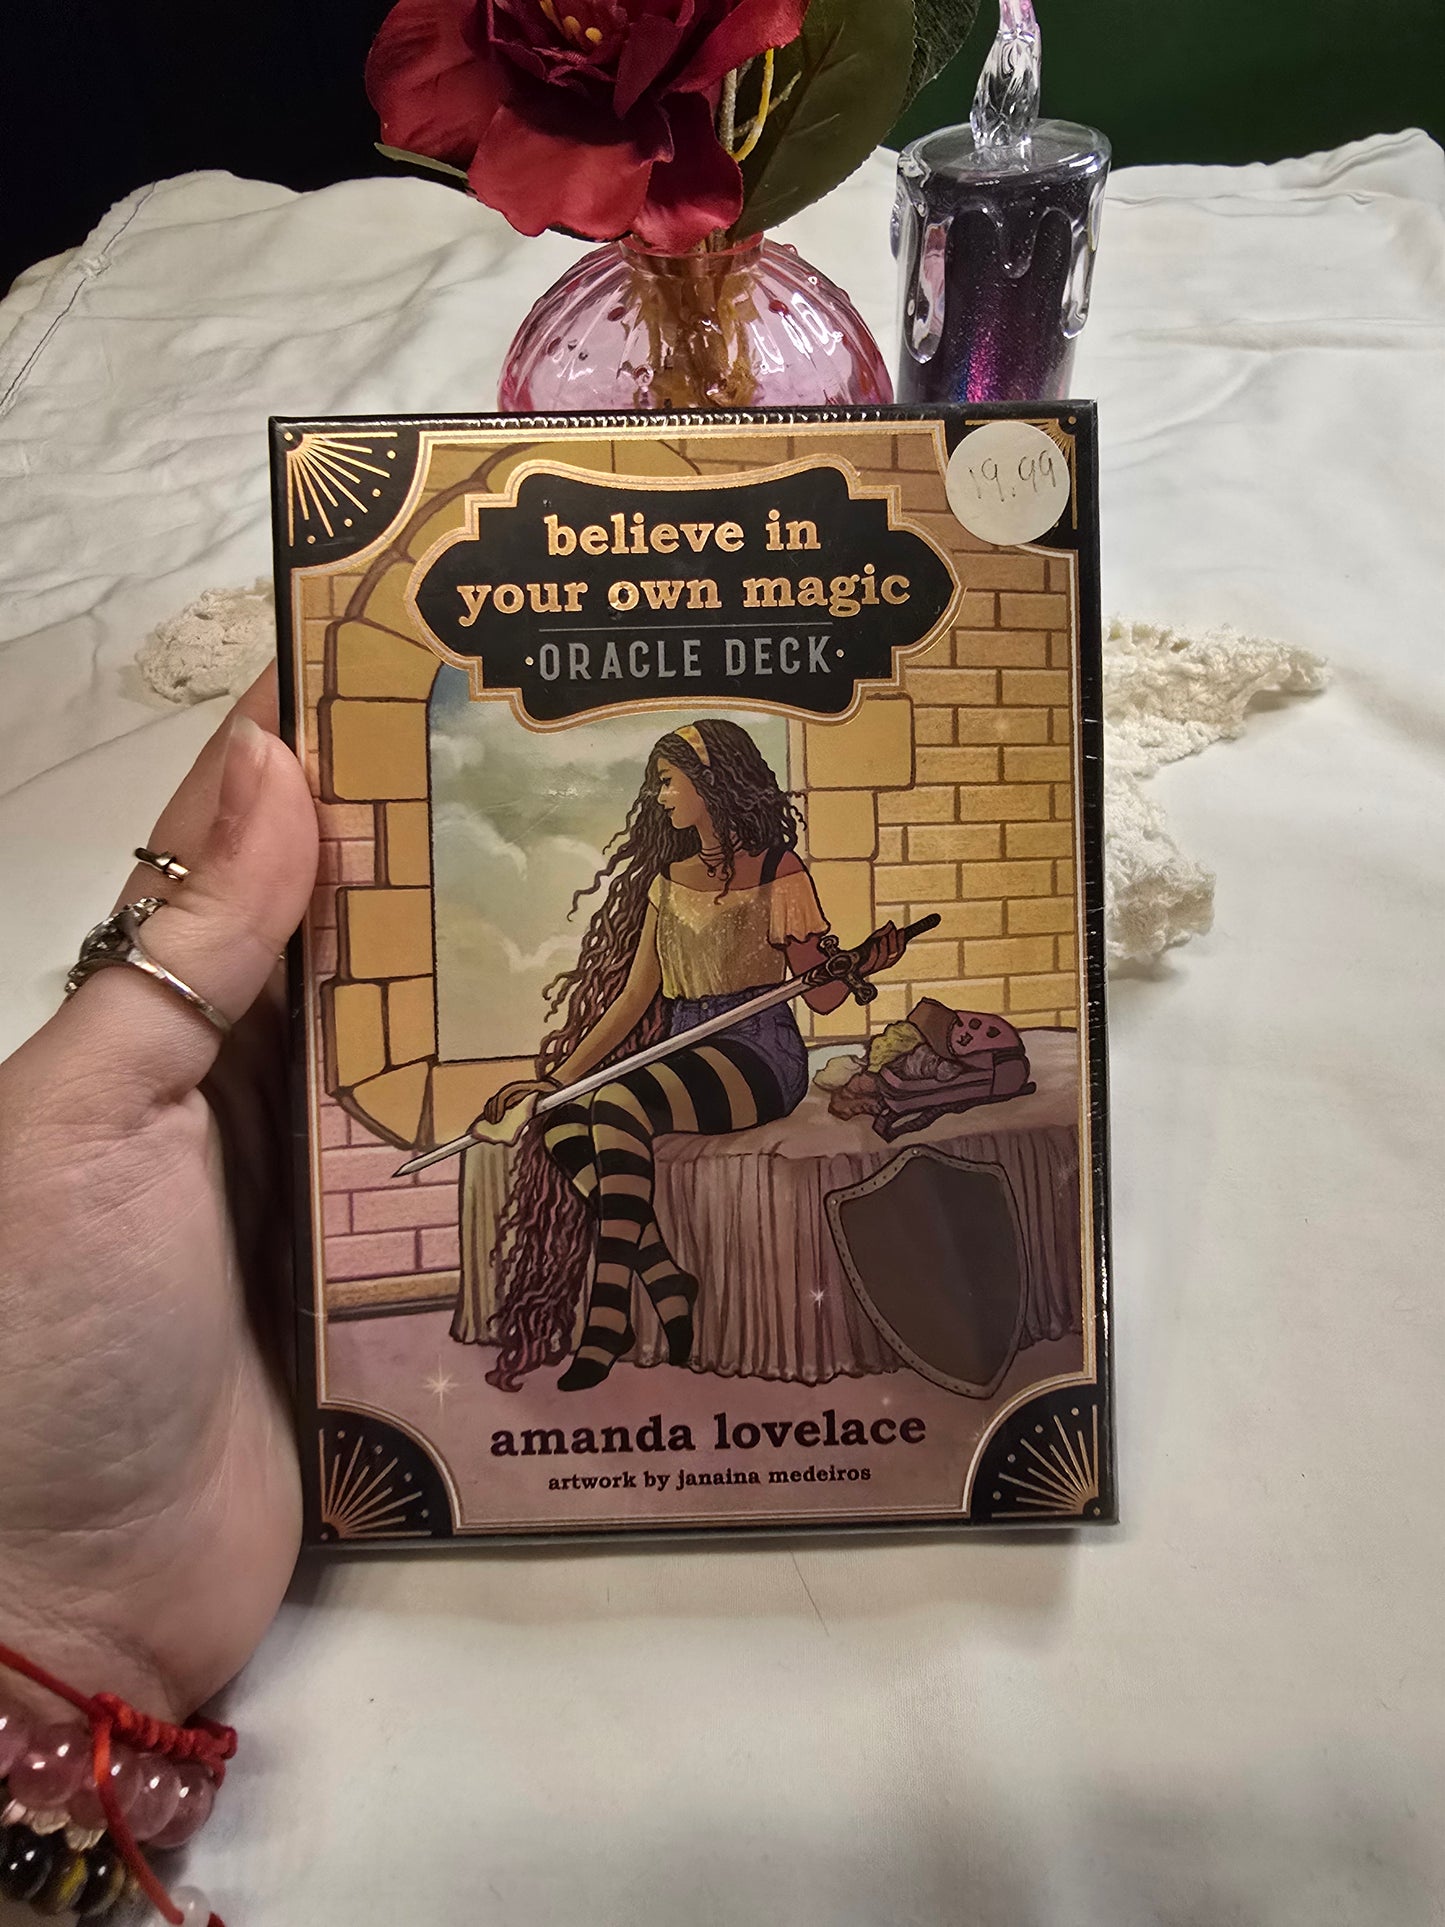 19.99
believe in
your own magic
·ORACLE DECK·
amanda lovelace
artwork by janaina medeiros